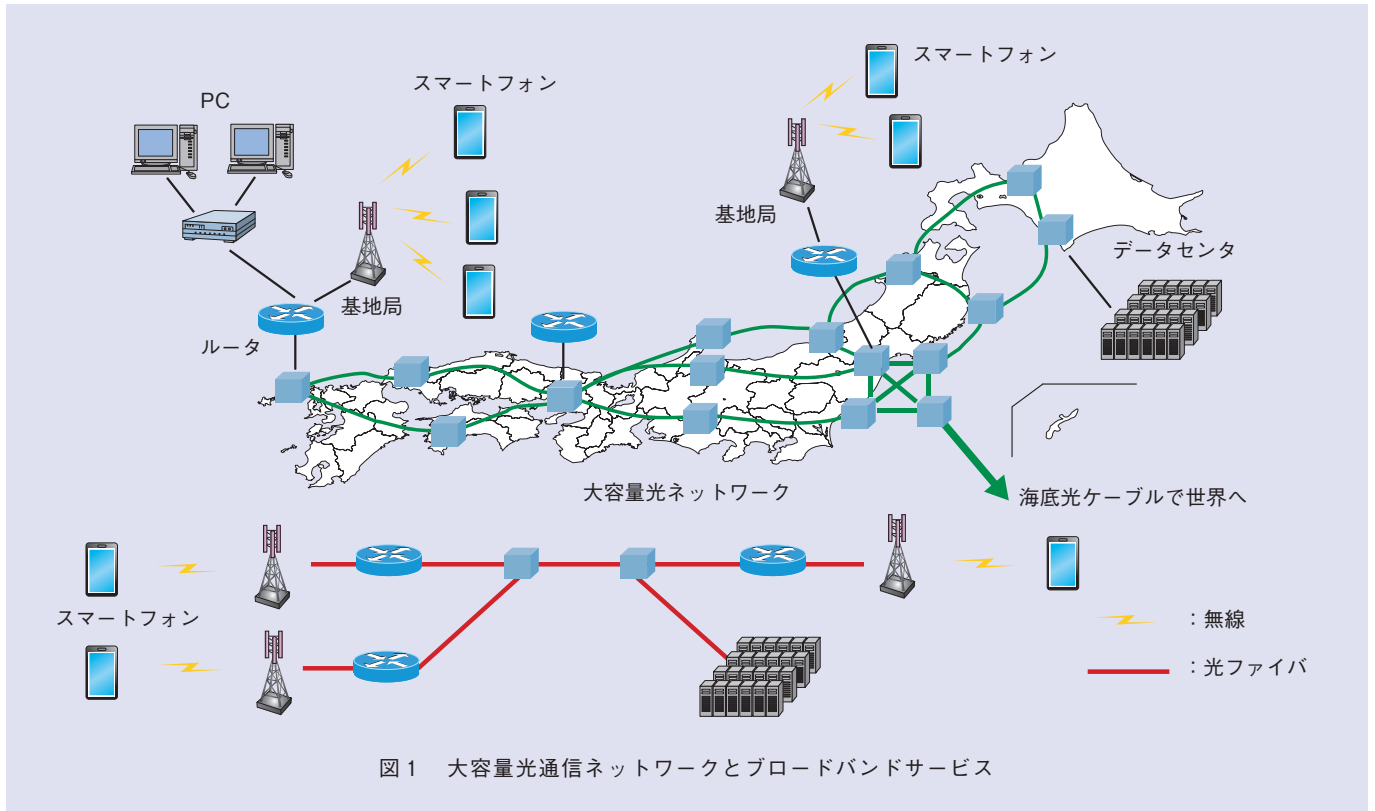 スマートフォン
スマートフォン
PC
基地局
基地局
データセンタ
ルータ
大容量光ネットワーク
海底光ケーブルで世界へ
スマートフォン
：無線
：光ファイバ
図1　大容量光通信ネットワークとブロードバンドサービス